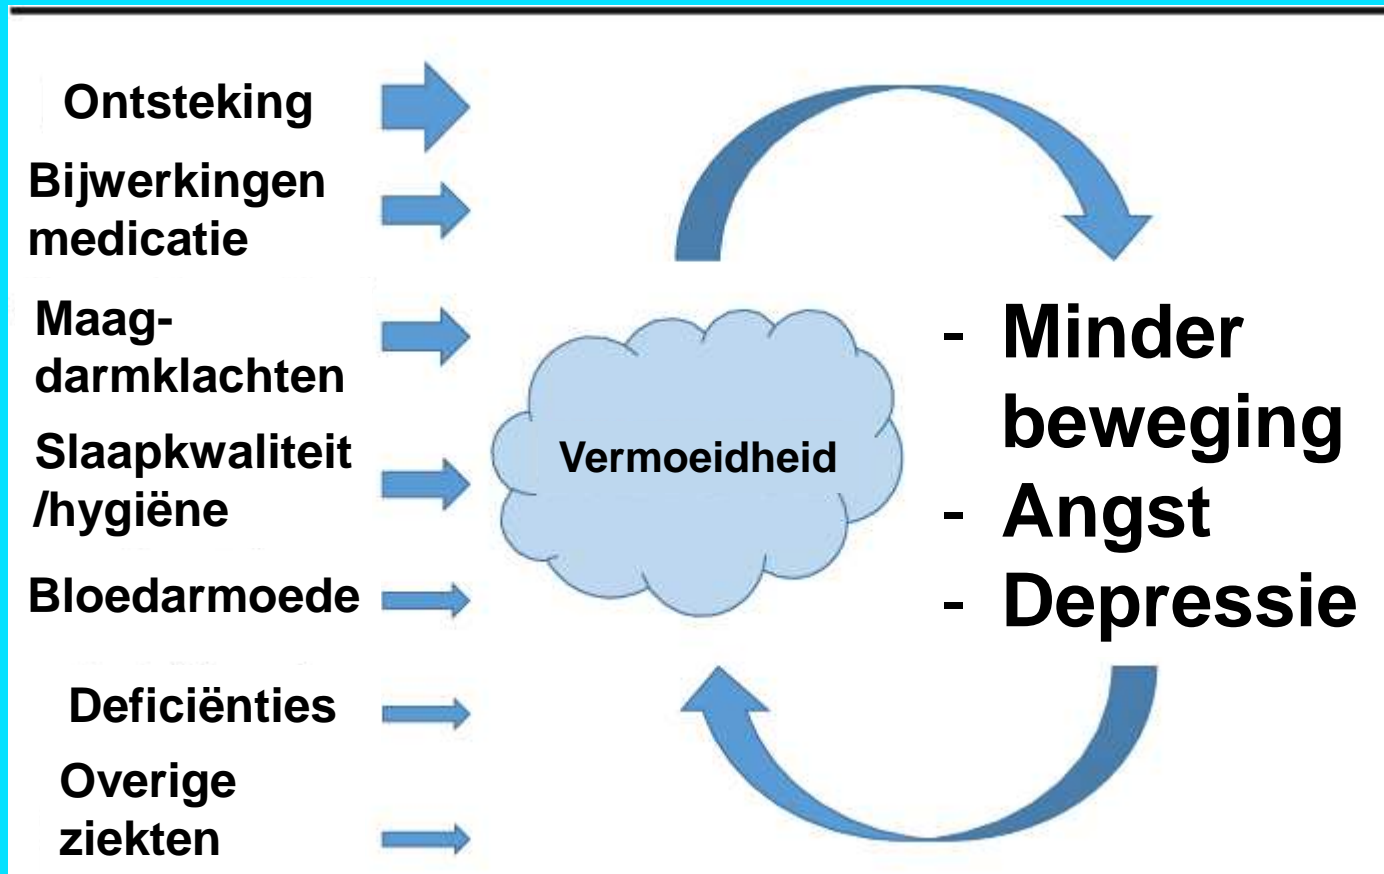 Ontsteking
Bijwerkingen
medicatie
Maag-
darmklachten
Slaapkwaliteit
/hygiëne
Bloedarmoede
Deficiënties
Overige
ziekten
Vermoeidheid
- Minder
beweging
- Angst
- Depressie